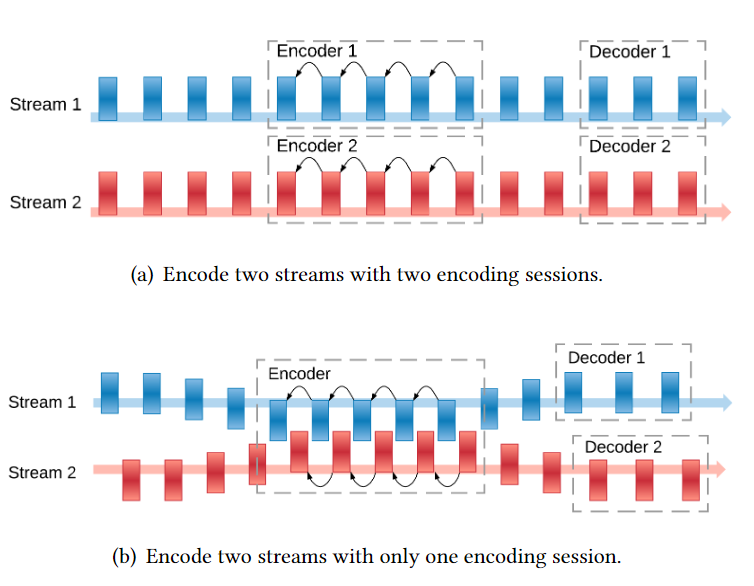 Encoder 1
Decoder 1
Stream 1
Encoder 2
Decoder 2
Stream 2
(a) Encode two streams with two encoding sessions.
Decoder 1
Encoder
Stream 1
Decoder 2
Stream 2
(b) Encode two streams with only one encoding session.